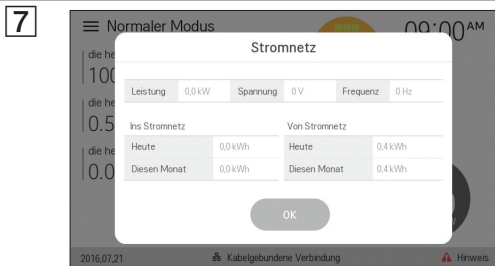 7
Normaler Modus
09:00 AM
die he
100
die he
0.5
die he
0.0
Stromnetz
Leistung 0,0 kW Spannung 0 V Frequenz 0 Hz
Ins Stromnetz Von Stromnetz
Heute 0,0 kWh Heute 0,4 kWh
Diesen Monat 0,0 kWh Diesen Monat 0,4 kWh
OK
2016,07,21 Kabelgebundene Verbindung Hinweis